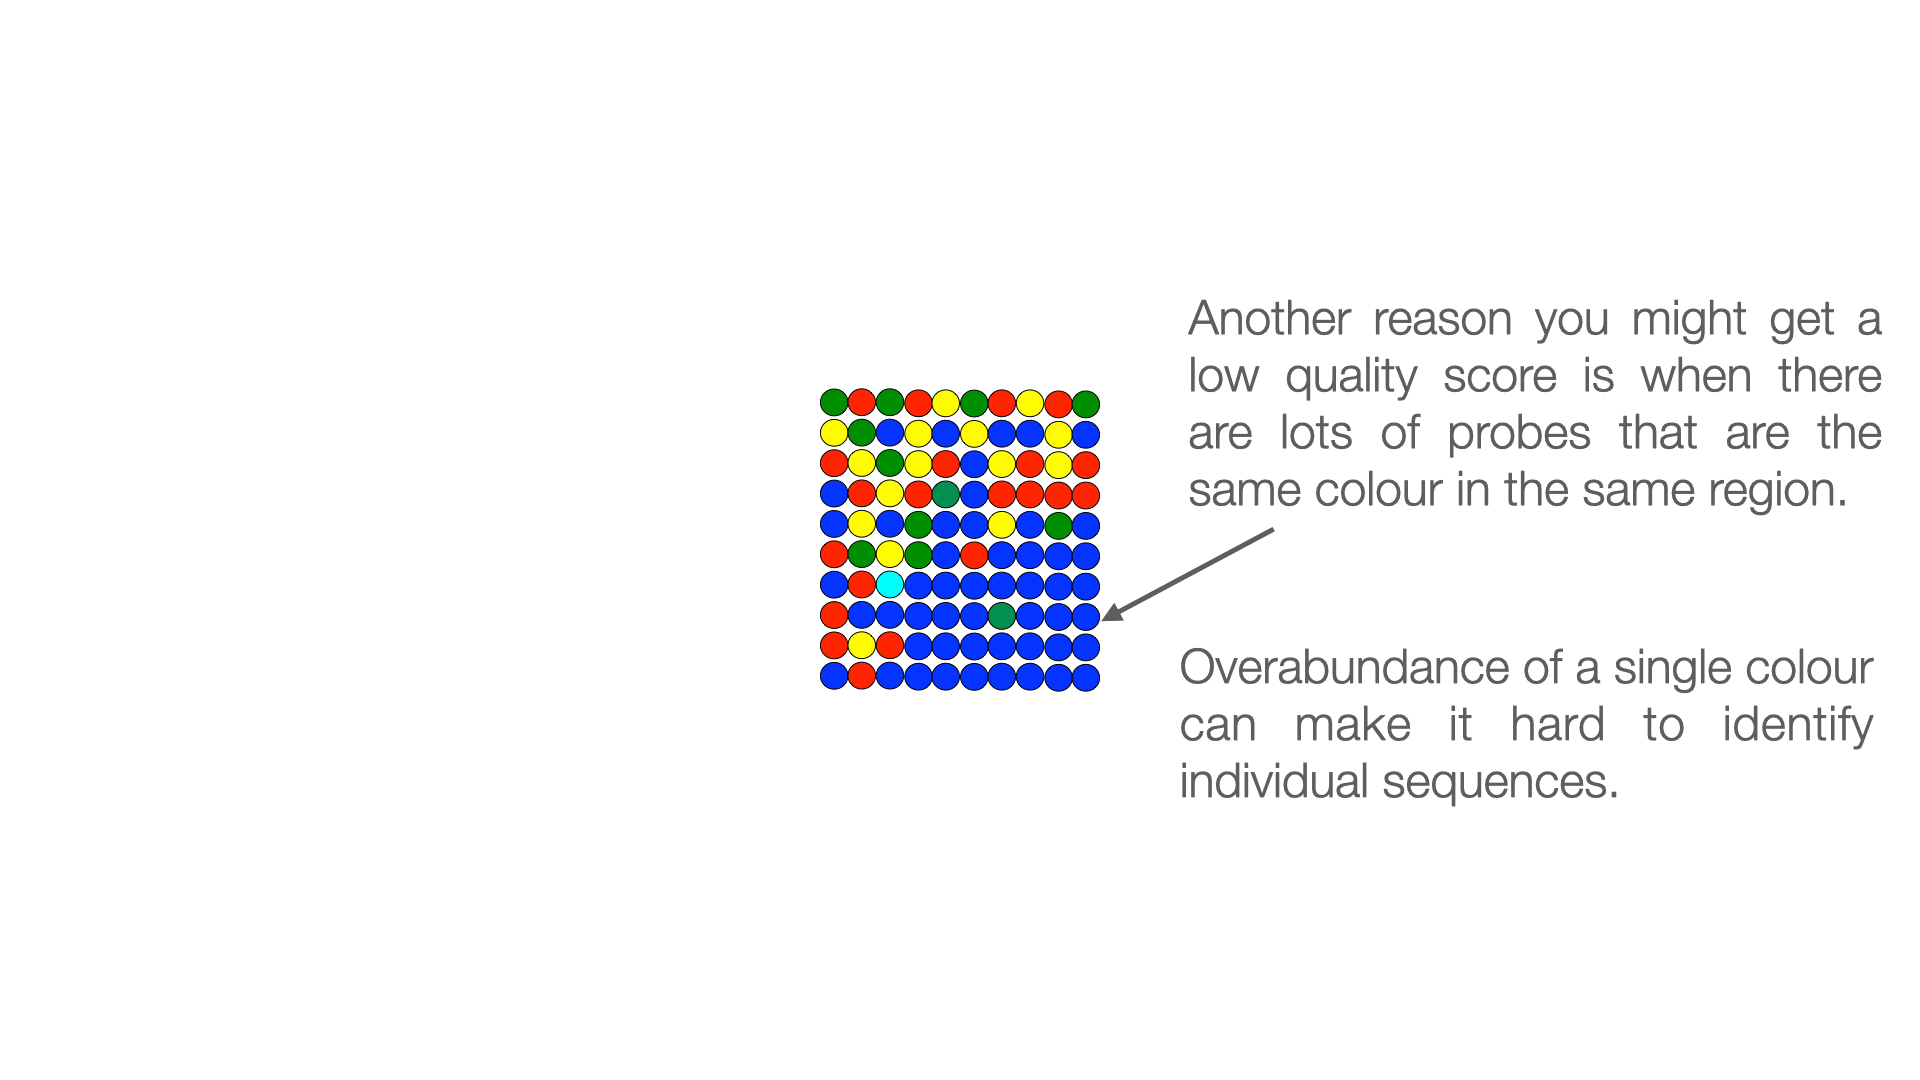 Another reason you might get a
low quality score is when there
are lots of probes that are the
same colour in the same region.
Overabundance of a single colour
can make it hard to identify
individual sequences.